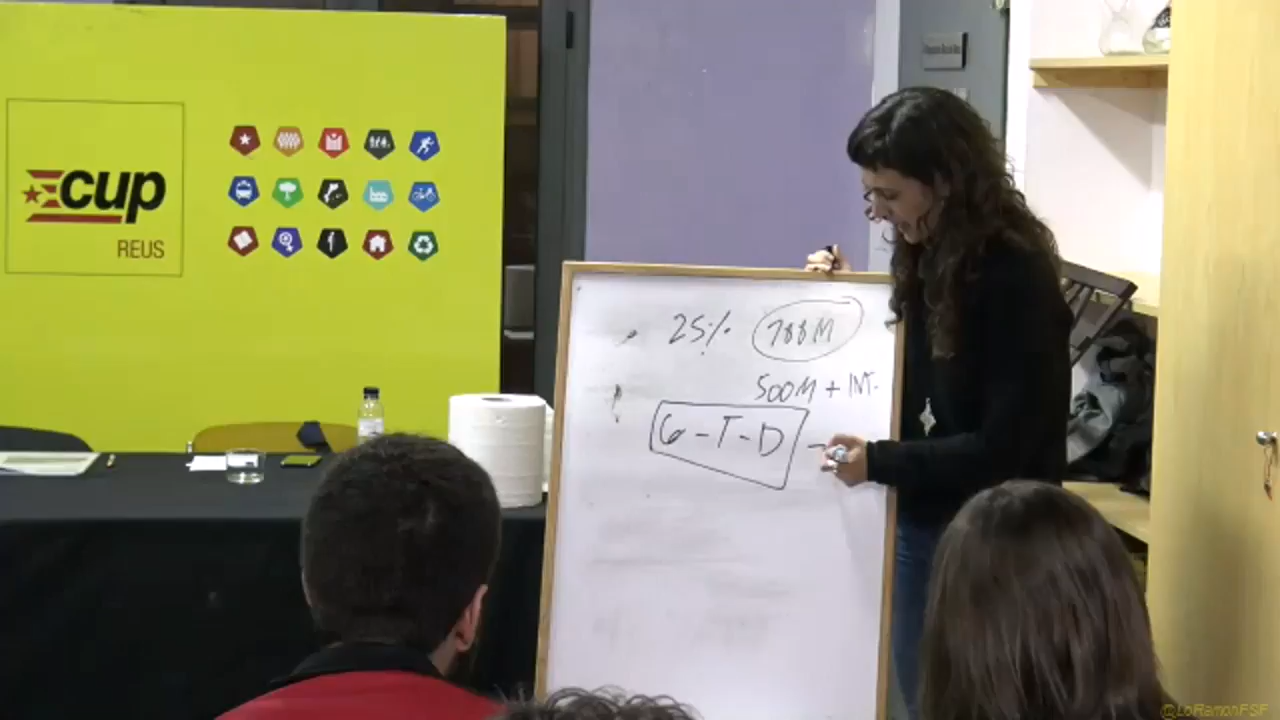 cup
REUS
25% 788M
500M + INT.
G-T-D -
@LoRamonFSF